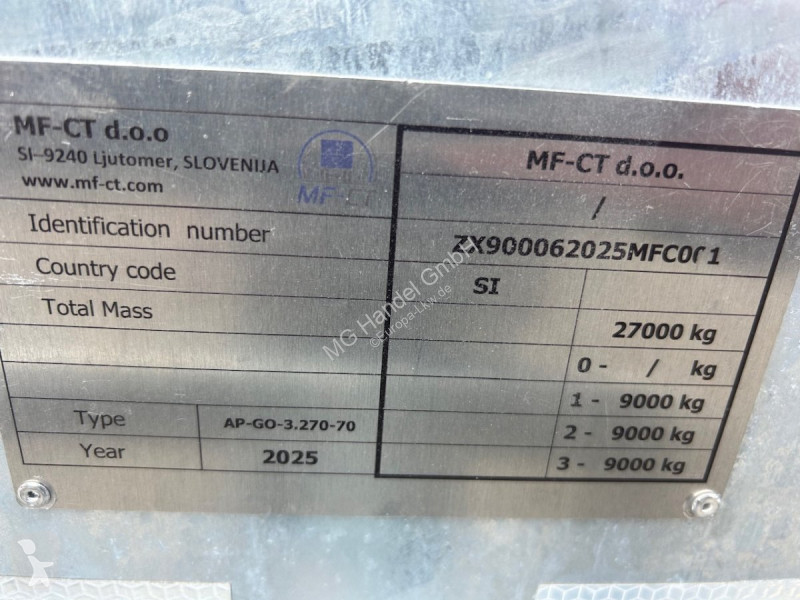 MF-CT d.o.o
SI-9240 Ljutomer, SLOVENIJA
www.mf-ct.com
MF-CT
MF-CT d.o.o.
/
Identification number ZX900062025MFC001
Country code SI
Total Mass 27000 kg
0 - / kg
1 - 9000 kg
2 - 9000 kg
3 - 9000 kg
Type AP-GO-3.270-70
Year 2025
MG Handel GmbH
©Europa-Lkw.de